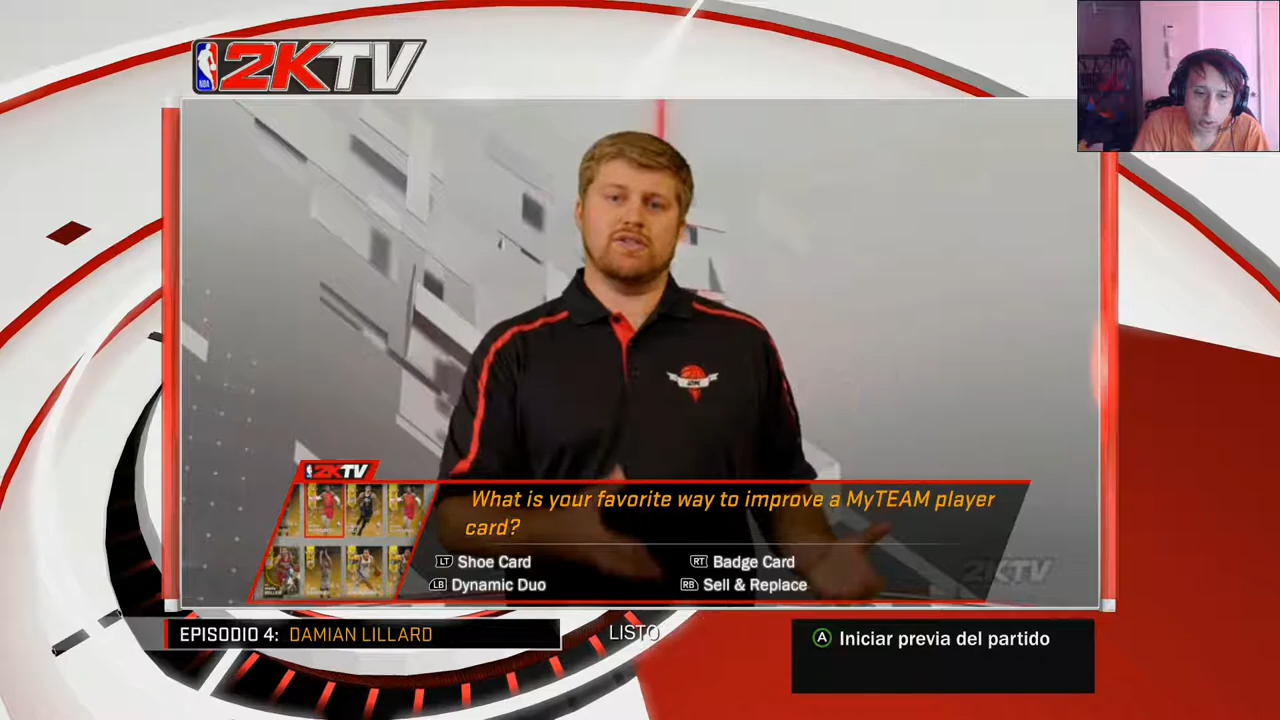 NBA 2KTV
2KTV
What is your favorite way to improve a MyTEAM player
card?
LT Shoe Card
RT Badge Card
LB Dynamic Duo
RB Sell & Replace
2KTV
EPISODIO 4: DAMIAN LILLARD
LISTO
A Iniciar previa del partido